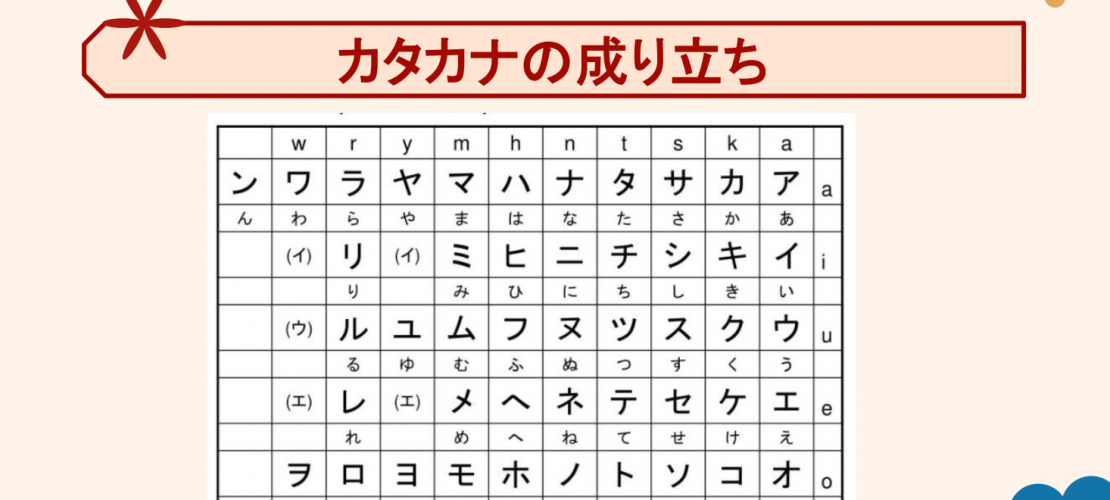 カタカナの成り立ち
w r y m h n t s k a
ン ワ ラ ヤ マ ハ ナ タ サ カ ア a
ん わ ら や ま は な た さ か あ
(イ) リ (イ) ミ ヒ ニ チ シ キ イ i
り み ひ に ち し き い
(ウ) ル ユ ム フ ヌ ツ ス ク ウ u
る ゆ む ふ ぬ つ す く う
(エ) レ (エ) メ ヘ ネ テ セ ケ エ e
れ め へ ね て せ け え
ヲ ロ ヨ モ ホ ノ ト ソ コ オ o